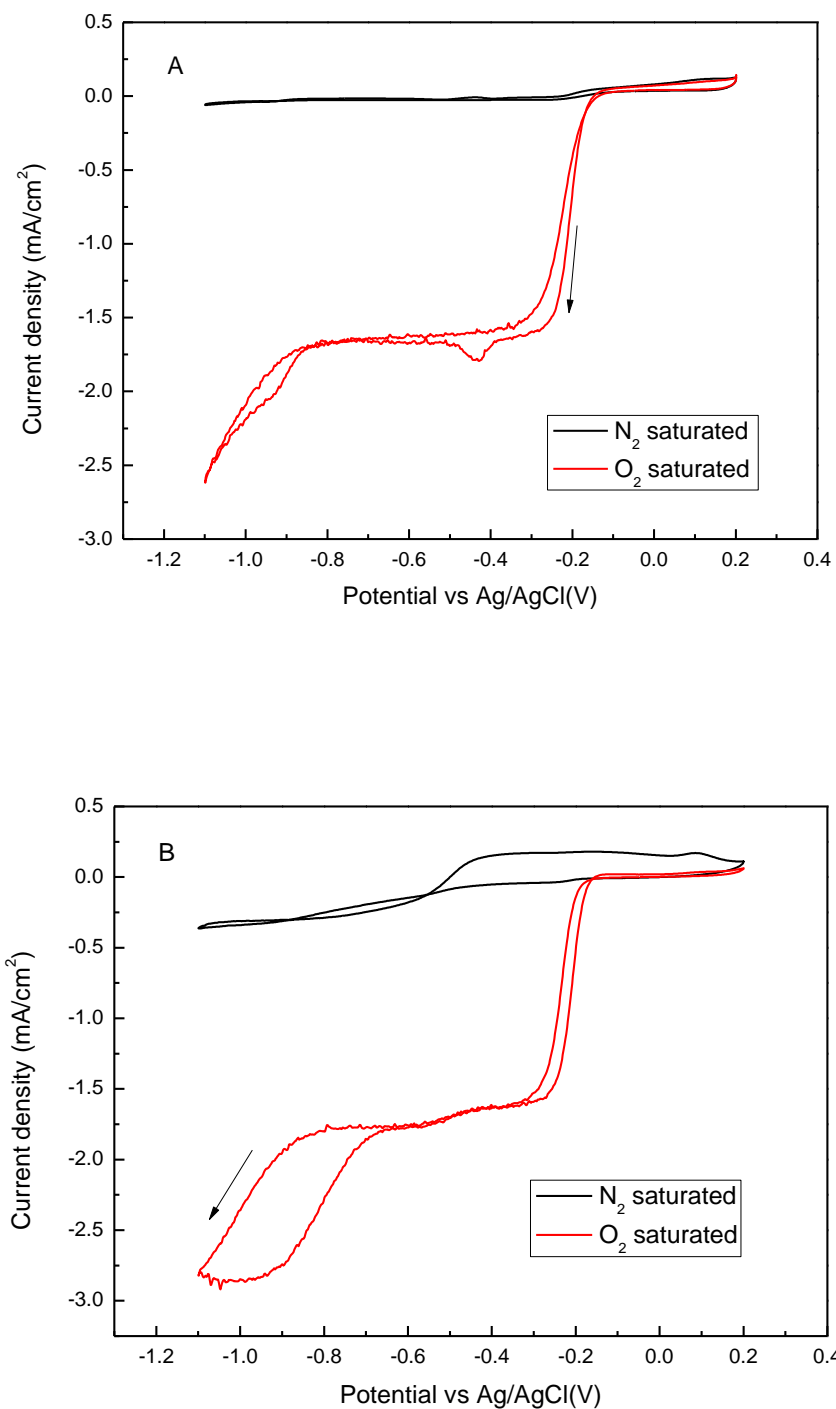 A
0.5
0.0
-0.5
-1.0
-1.5
-2.0
-2.5
-3.0
Current density (mA/cm²)
N₂ saturated
O₂ saturated
-1.2 -1.0 -0.8 -0.6 -0.4 -0.2 0.0 0.2 0.4
Potential vs Ag/AgCl(V)
B
0.5
0.0
-0.5
-1.0
-1.5
-2.0
-2.5
-3.0
Current density (mA/cm²)
N₂ saturated
O₂ saturated
-1.2 -1.0 -0.8 -0.6 -0.4 -0.2 0.0 0.2 0.4
Potential vs Ag/AgCl(V)